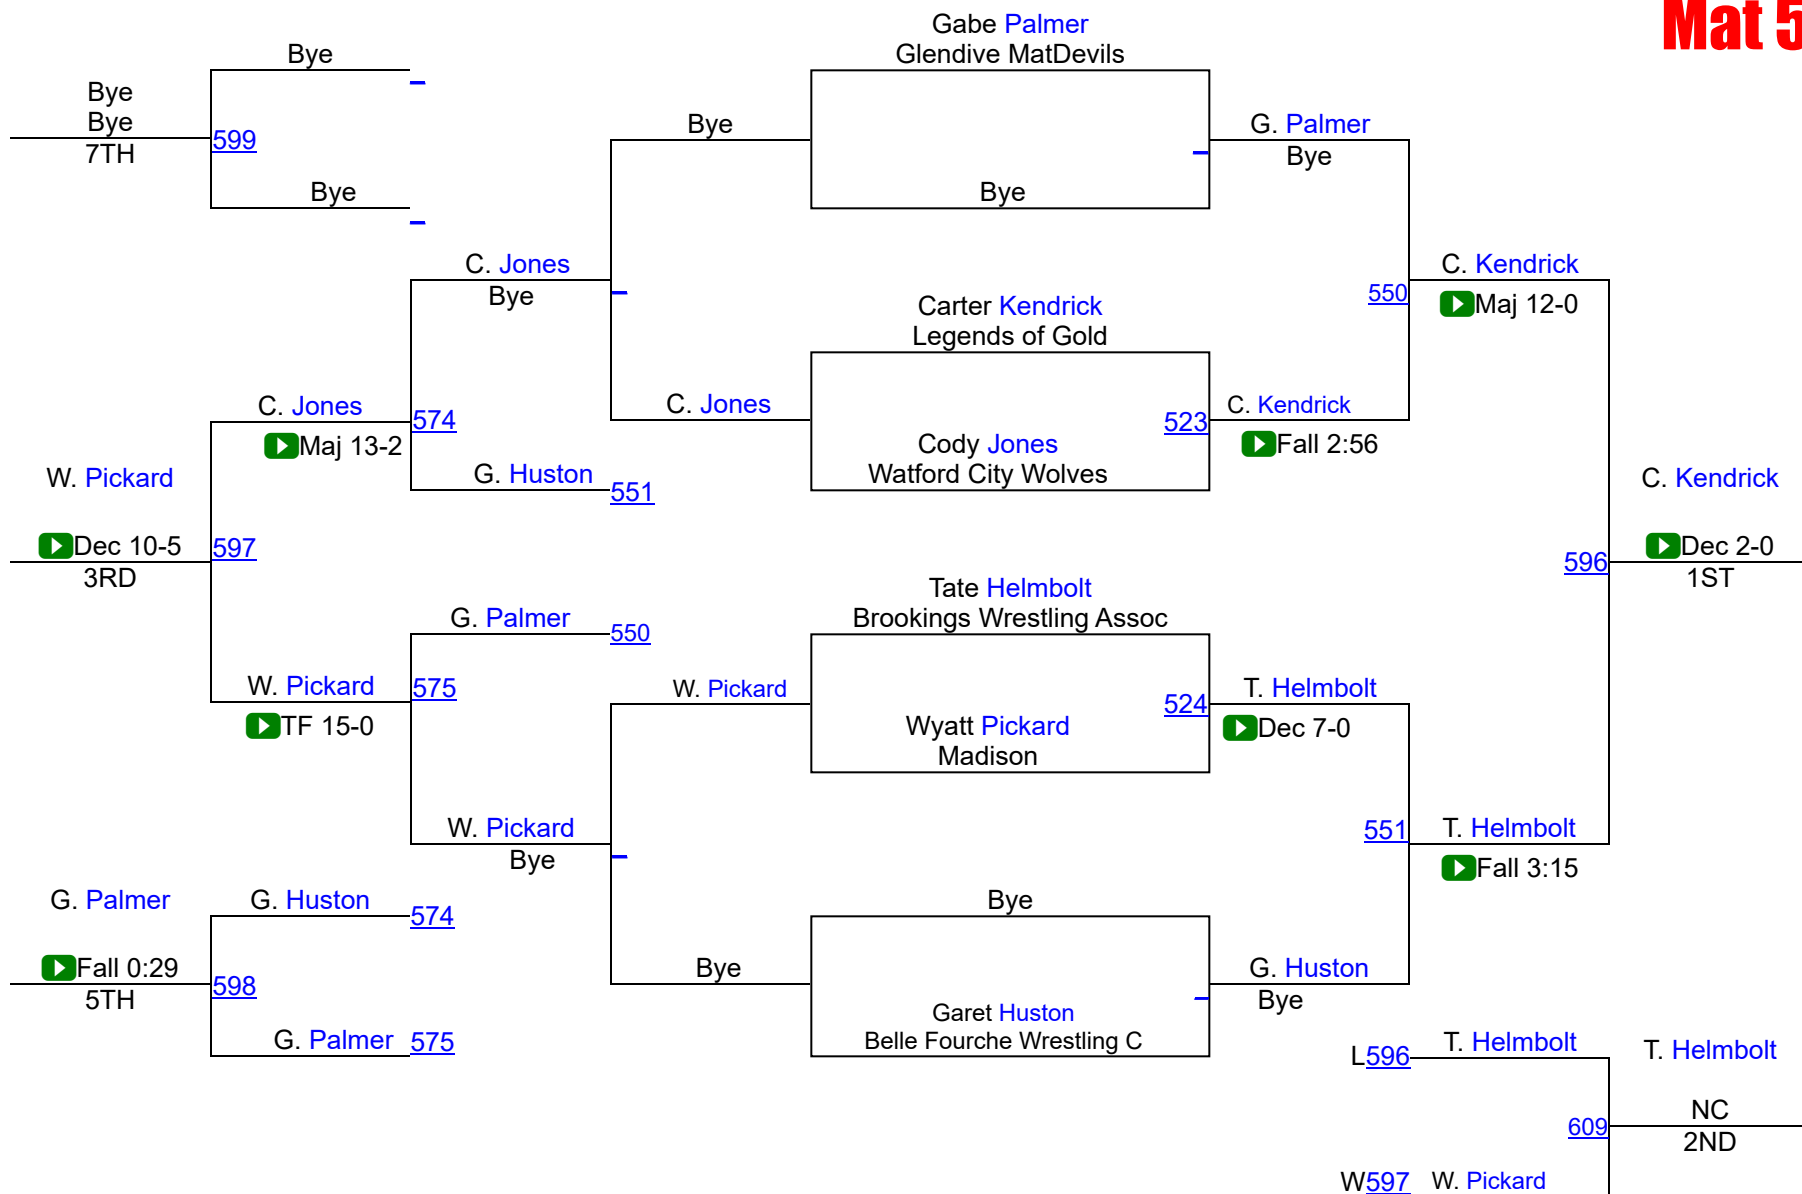 Mat 5
Gabe Palmer
Glendive MatDevils
Bye
Bye
Bye
7TH
599
Bye
Bye
G. Palmer
Bye
Bye
C. Jones
Bye
C. Kendrick
550
Maj 12-0
Carter Kendrick
Legends of Gold
C. Jones
574
Maj 13-2
C. Jones
523
C. Kendrick
Fall 2:56
Cody Jones
Watford City Wolves
G. Huston
551
W. Pickard
Dec 10-5
597
3RD
C. Kendrick
Dec 2-0
596
1ST
Tate Helmbolt
Brookings Wrestling Assoc
G. Palmer
550
W. Pickard
575
TF 15-0
W. Pickard
524
T. Helmbolt
Dec 7-0
Wyatt Pickard
Madison
W. Pickard
Bye
551
T. Helmbolt
Fall 3:15
G. Palmer
G. Huston
574
Bye
Fall 0:29
598
5TH
Bye
G. Huston
Bye
Garet Huston
Belle Fourche Wrestling C
G. Palmer
575
L596
T. Helmbolt
T. Helmbolt
NC
609
2ND
W597
W. Pickard